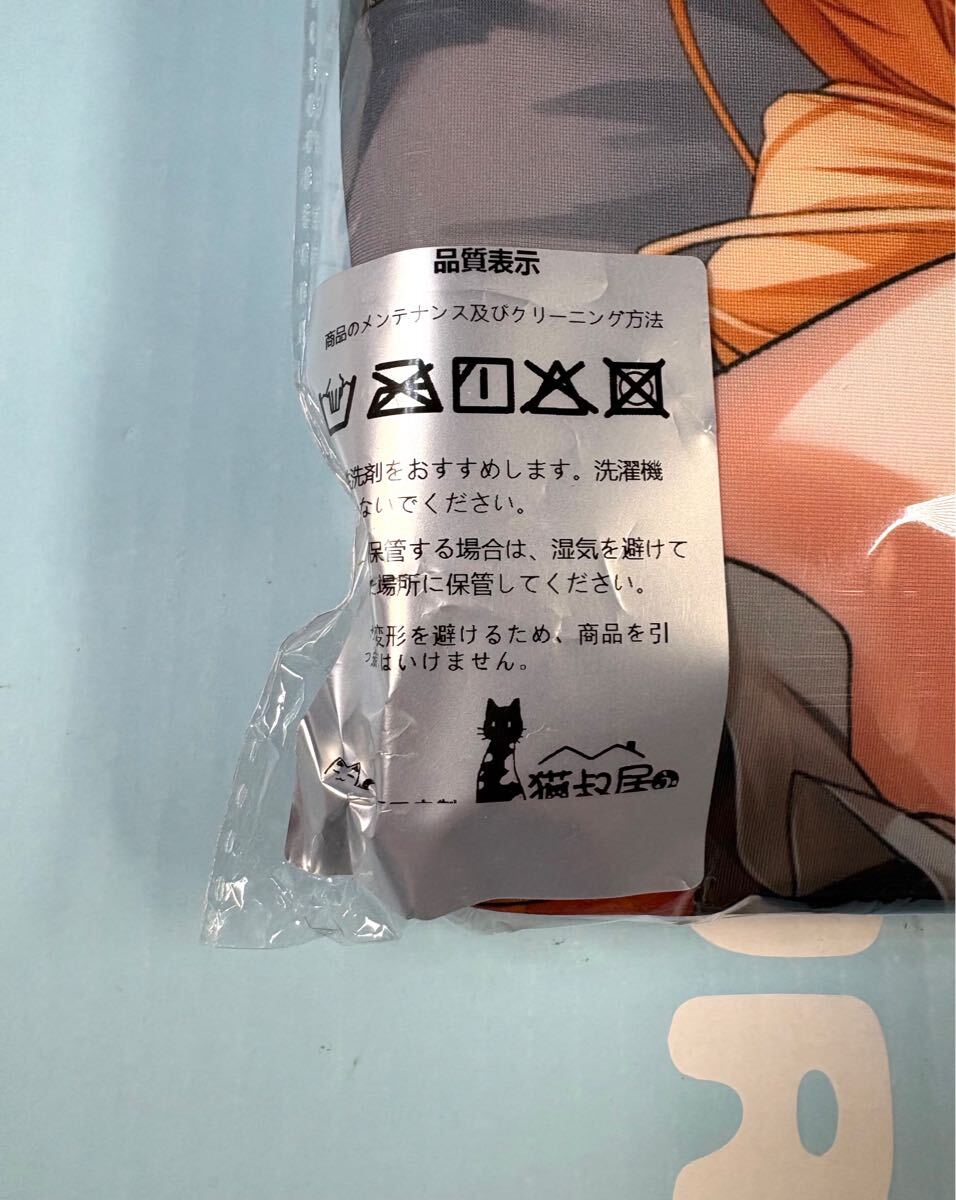 品質表示
商品のメンテナンス及びクリーニング方法
洗剤をおすすめします。洗濯機
ないでください。
保管する場合は、湿気を避けて
場所に保管してください。
変形を避けるため、商品を引
はいけません。
猫叔居
R